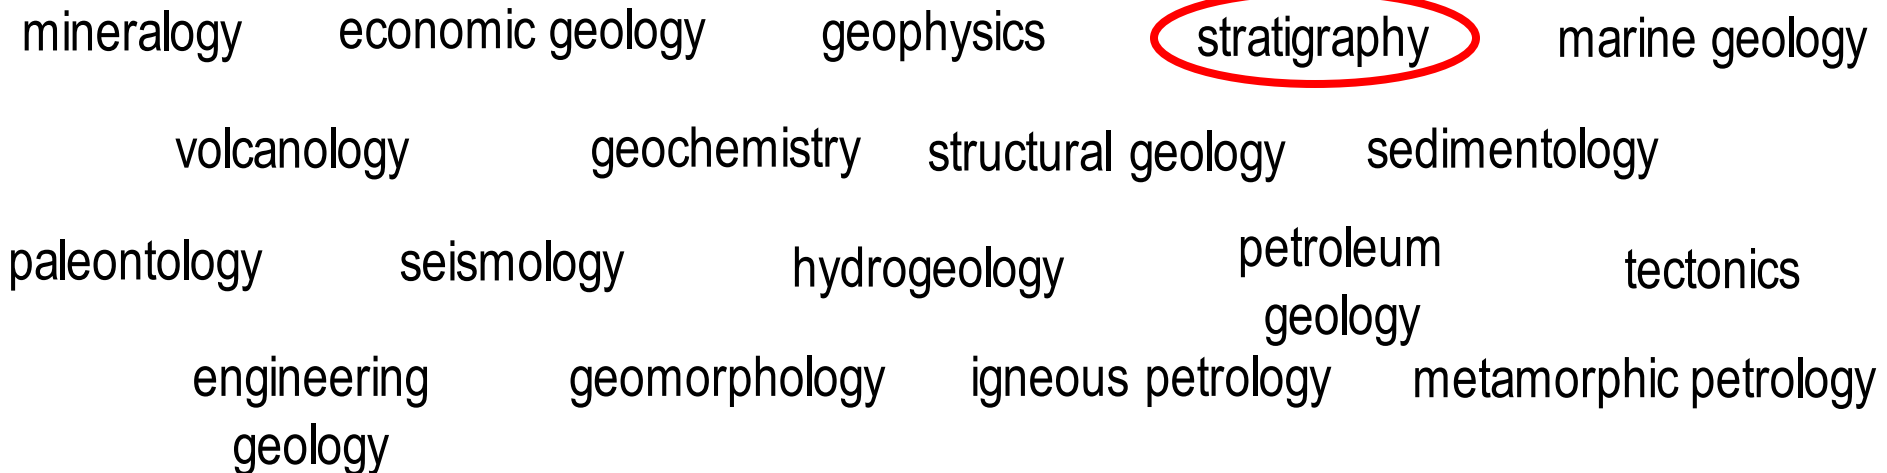 mineralogy economic geology geophysics stratigraphy marine geology
volcanology geochemistry structural geology sedimentology
paleontology seismology hydrogeology petroleum geology tectonics
engineering geology geomorphology igneous petrology metamorphic petrology